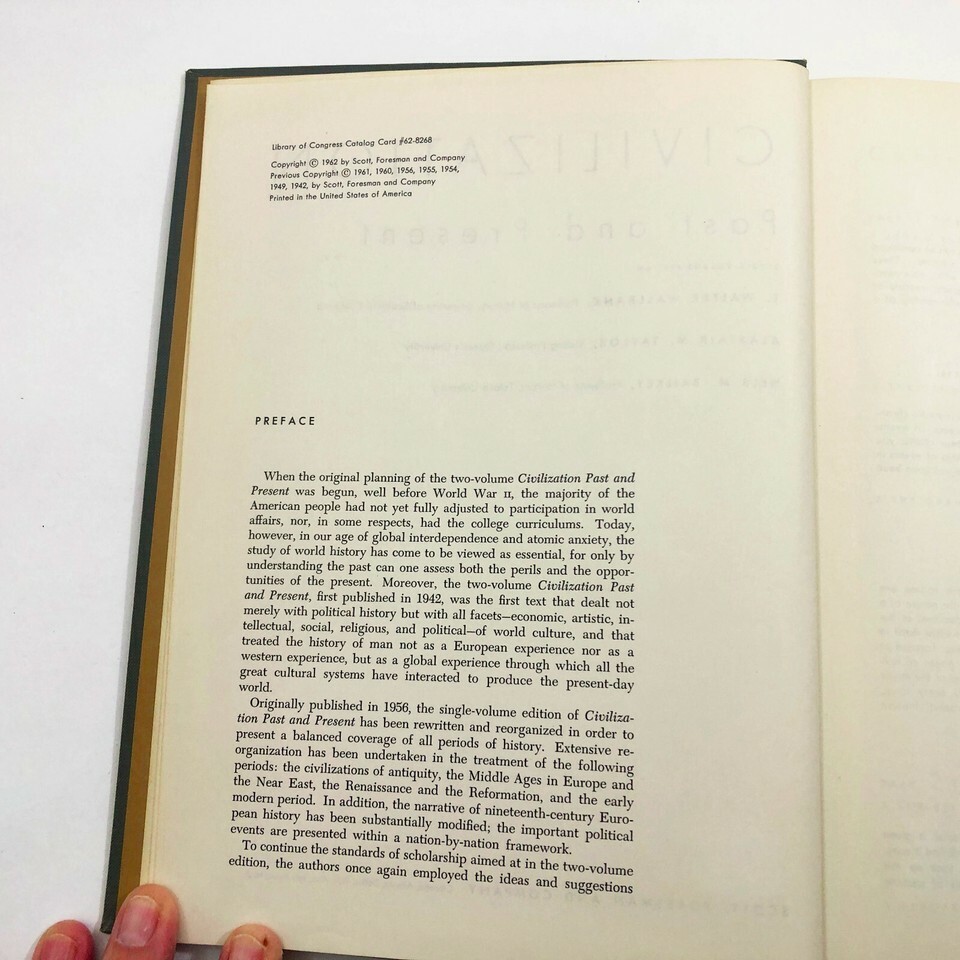 Library of Congress Catalog Card #62-8268
Copyright © 1962 by Scott, Foresman and Company
Previous Copyright © 1961, 1960, 1956, 1955, 1954,
1949, 1942, by Scott, Foresman and Company
Printed in the United States of America
PREFACE
When the original planning of the two-volume Civilization Past and
Present was begun, well before World War II, the majority of the
American people had not yet fully adjusted to participation in world
affairs, nor, in some respects, had the college curriculums. Today,
however, in our age of global interdependence and atomic anxiety, the
study of world history has come to be viewed as essential, for only by
understanding the past can one assess both the perils and the oppor-
tunities of the present. Moreover, the two-volume Civilization Past
and Present, first published in 1942, was the first text that dealt not
merely with political history but with all facets—economic, artistic, in-
tellectual, social, religious, and political—of world culture, and that
treated the history of man not as a European experience nor as a
western experience, but as a global experience through which all the
great cultural systems have interacted to produce the present-day
world.
Originally published in 1956, the single-volume edition of Civiliza-
tion Past and Present has been rewritten and reorganized in order to
present a balanced coverage of all periods of history. Extensive re-
organization has been undertaken in the treatment of the following
periods: the civilizations of antiquity, the Middle Ages in Europe and
the Near East, the Renaissance and the Reformation, and the early
modern period. In addition, the narrative of nineteenth-century Euro-
pean history has been substantially modified; the important political
events are presented within a nation-by-nation framework.
To continue the standards of scholarship aimed at in the two-volume
edition, the authors once again employed the ideas and suggestions